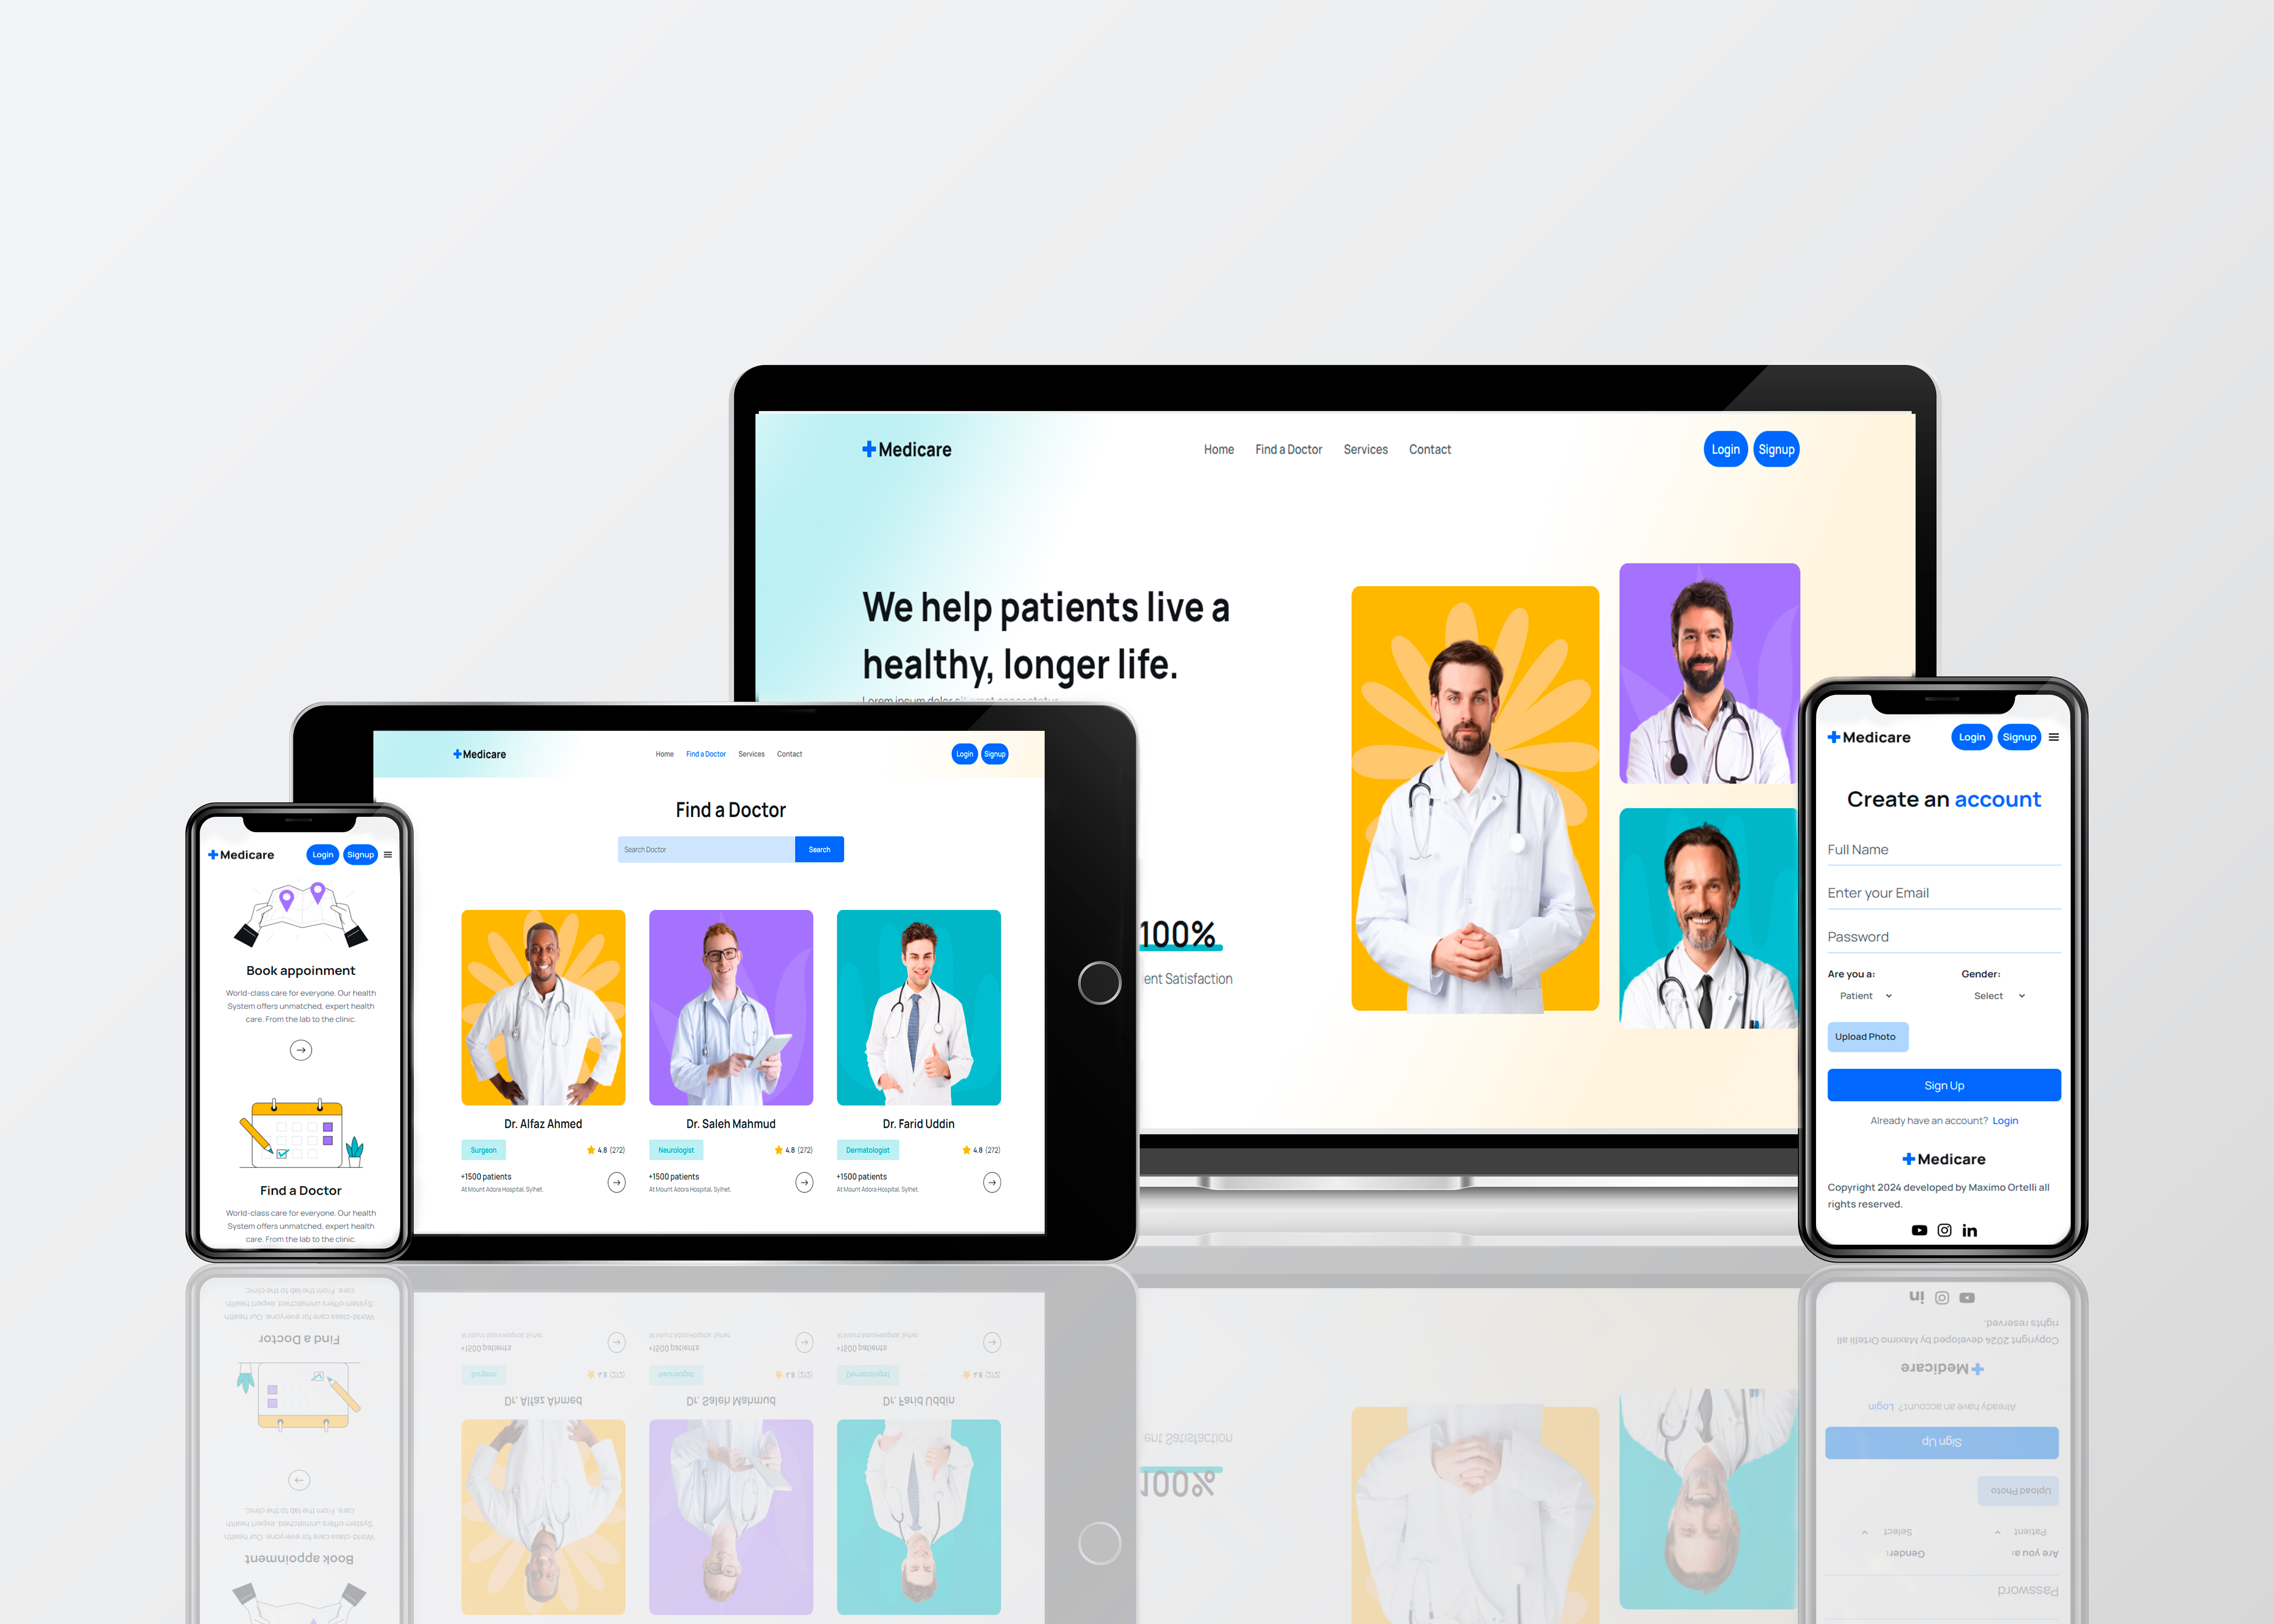 Medicare
Home Find a Doctor Services Contact
Login Signup
We help patients live a
healthy, longer life.
Lorem ipsum dolor
100%
ent Satisfaction
Medicare
Home Find a Doctor Services Contact
Login Signup
Find a Doctor
Search Doctor Search
Dr. Alfaz Ahmed
Surgeon 4.8 (272)
+1500 patients
At Mount Adora Hospital, Sylhet.
Dr. Saleh Mahmud
Neurologist 4.8 (272)
+1500 patients
At Mount Adora Hospital, Sylhet.
Dr. Farid Uddin
Dermatologist 4.8 (272)
+1500 patients
At Mount Adora Hospital, Sylhet.
Medicare
Login Signup
Book appoinment
World-class care for everyone. Our health
System offers unmatched, expert health
care. From the lab to the clinic.
Find a Doctor
World-class care for everyone. Our health
System offers unmatched, expert health
care. From the lab to the clinic.
Medicare
Login Signup
Create an account
Full Name
Enter your Email
Password
Are you a: Gender:
Patient Select
Upload Photo
Sign Up
Already have an account? Login
Medicare
Copyright 2024 developed by Maximo Ortelli all
rights reserved.